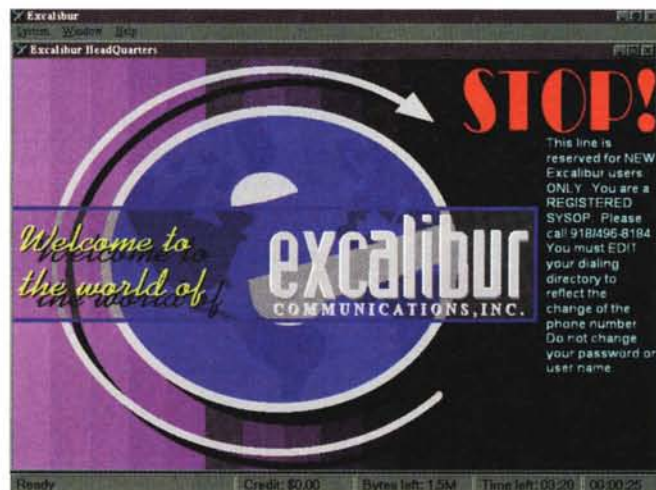 Excalibur
System Window Help
Excalibur HeadQuarters
STOP!
This line is
reserved for NEW
Excalibur users
ONLY. You are a
REGISTERED
SYSOP. Please
call 918/496-8184
You must EDIT
your dialing
directory to
reflect the
change of the
phone number
Do not change
your password or
user name.
Welcome to
the world of
excalibur
COMMUNICATIONS, INC.
Ready Credit: $0.00 Bytes left: 1.5M Time left: 03:20 00:00:25